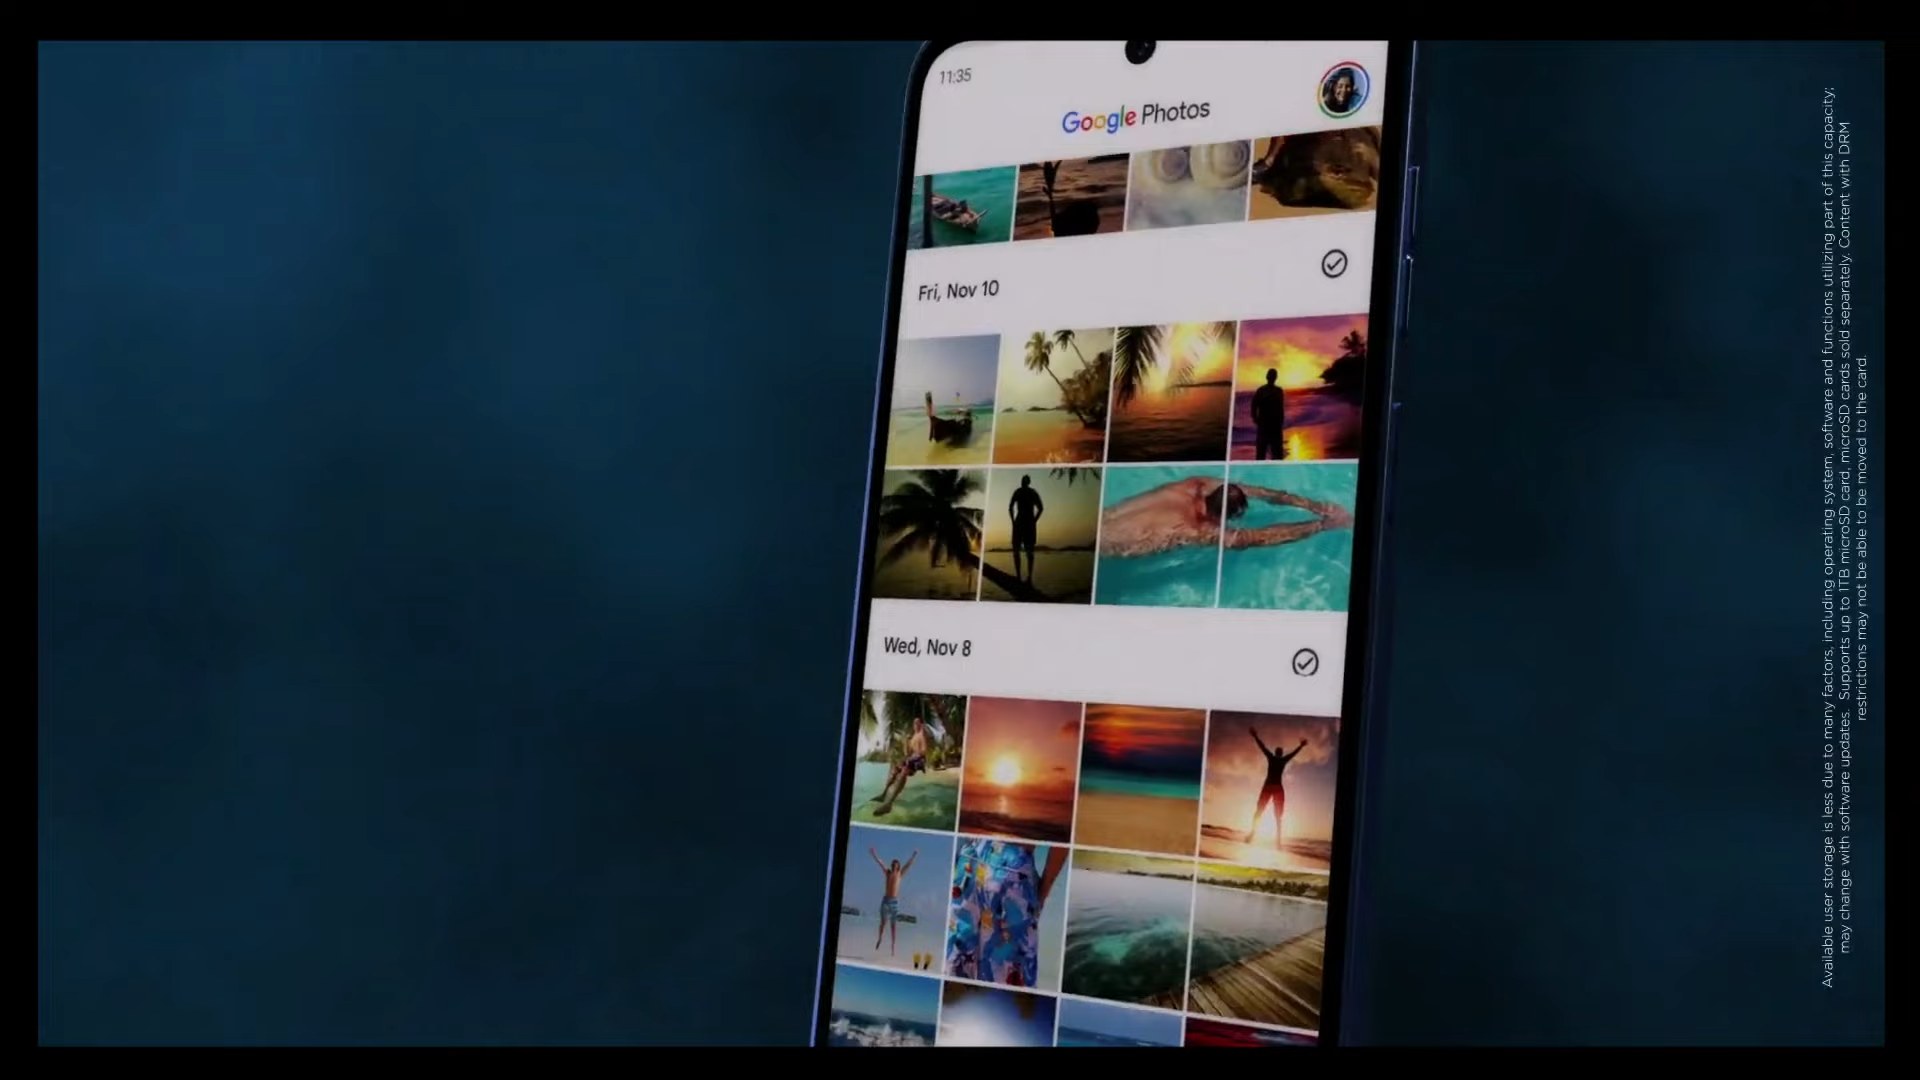 11:35
Google Photos
Fri, Nov 10
Wed, Nov 8
Available user storage is less due to many factors, including operating system, software and functions utilizing part of this capacity;
may change with software updates. Supports up to 1TB microSD card, microSD cards sold separately. Content with DRM
restrictions may not be able to be moved to the card.